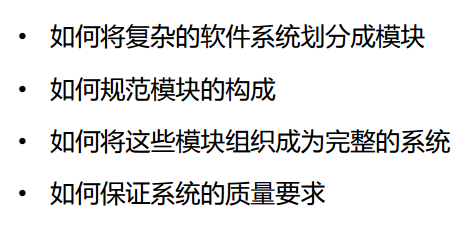 • 如何将复杂的软件系统划分成模块
• 如何规范模块的构成
• 如何将这些模块组织成为完整的系统
• 如何保证系统的质量要求